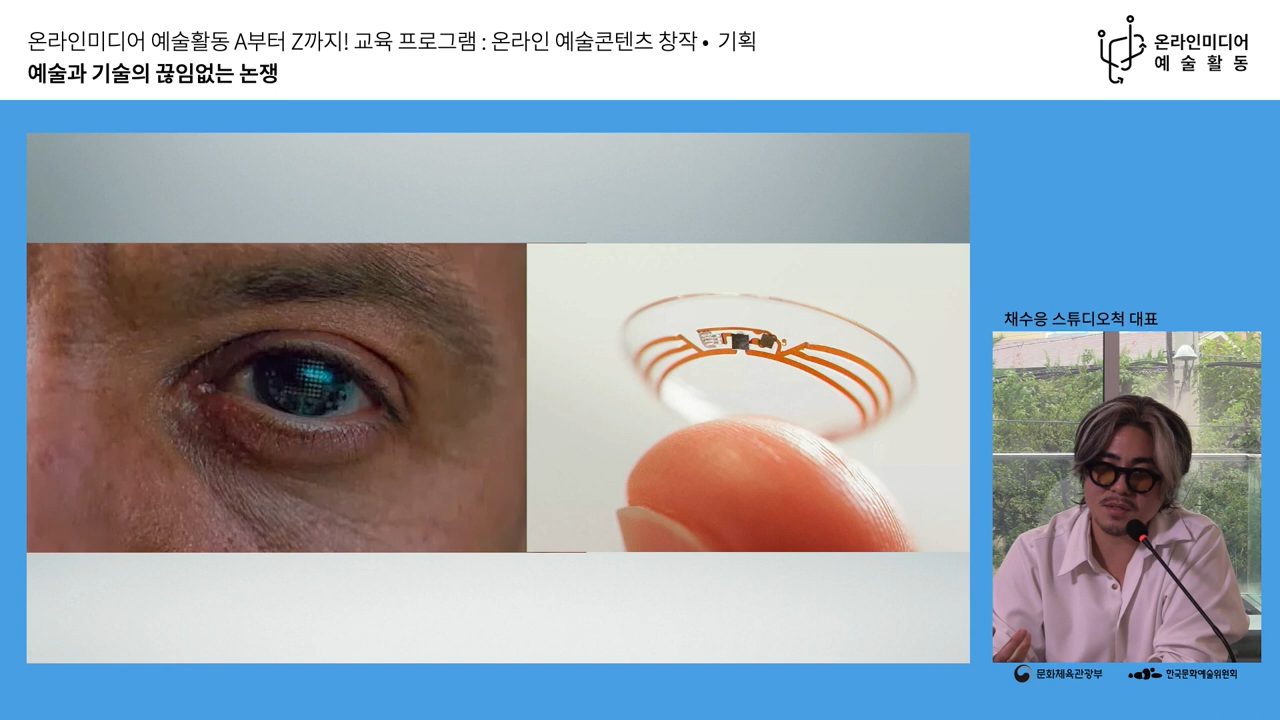 온라인미디어 예술활동 A부터 Z까지! 교육 프로그램 : 온라인 예술콘텐츠 창작 • 기획
예술과 기술의 끊임없는 논쟁
온라인미디어
예 술 활 동
채수응 스튜디오척 대표
문화체육관광부
한국문화예술위원회